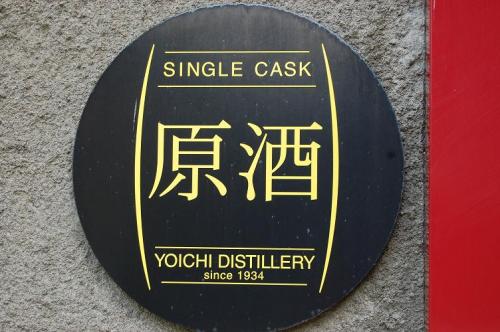 SINGLE CASK
原酒
YOICHI DISTILLERY
since 1934